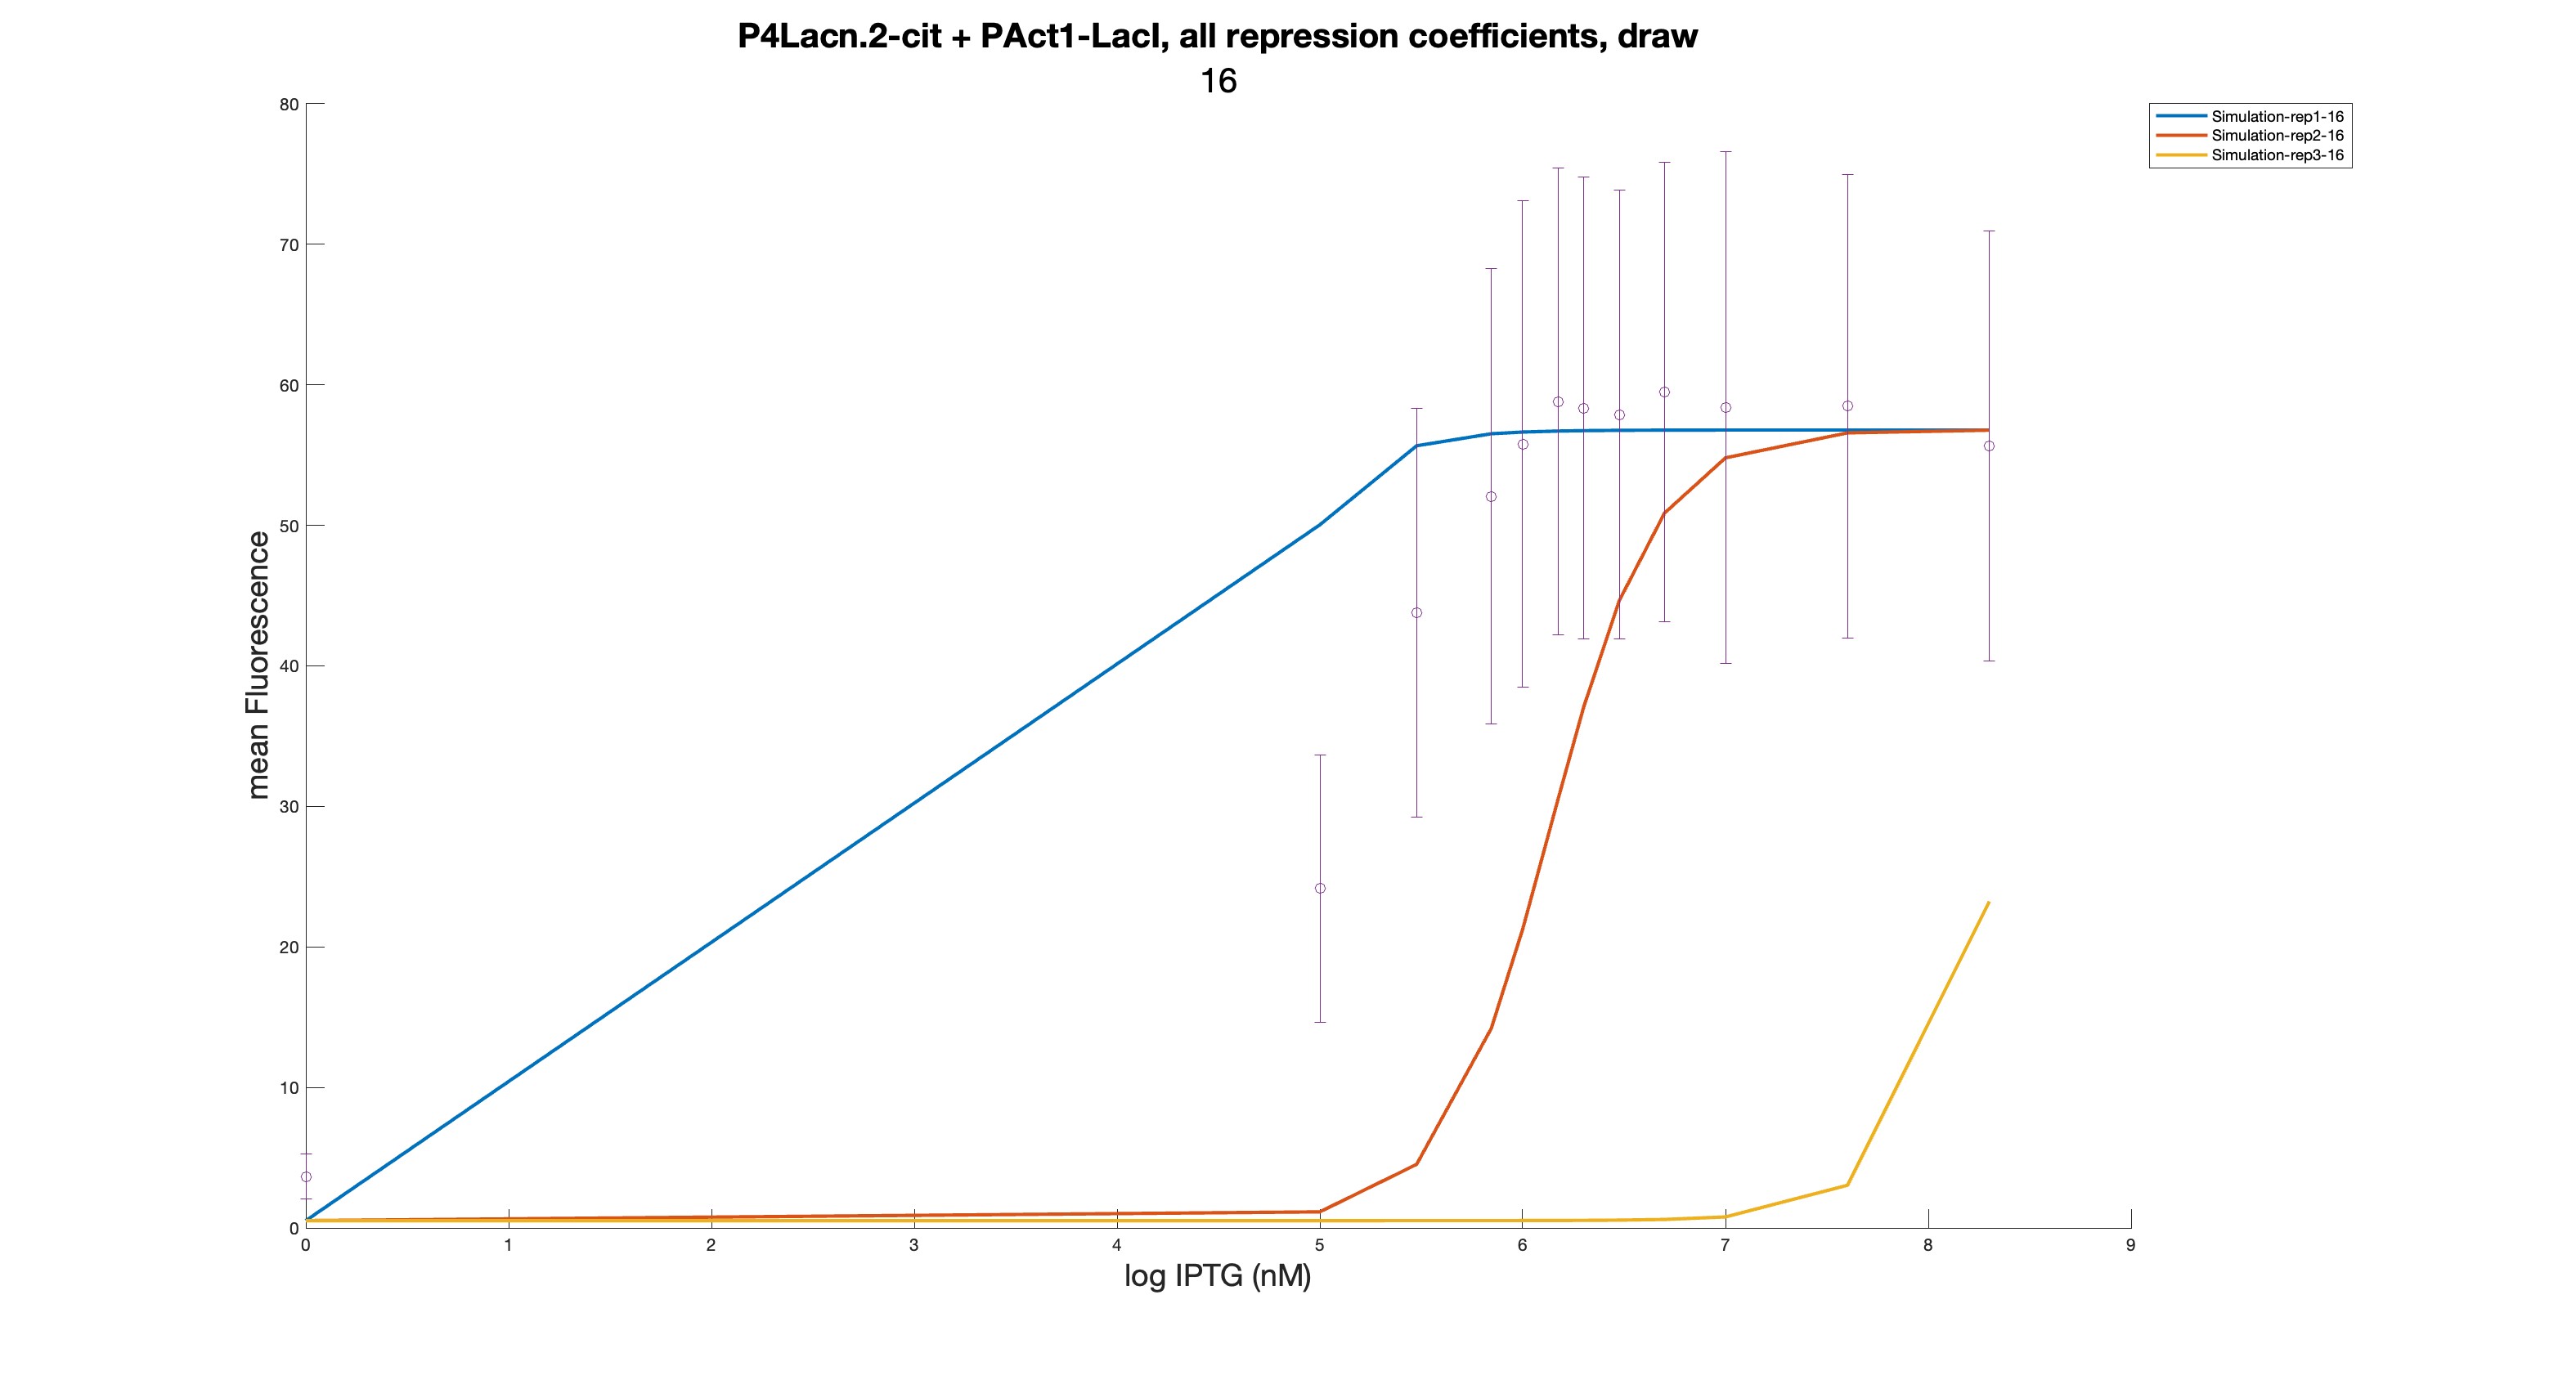 P4Lacn.2-cit + PAct1-LacI, all repression coefficients, draw
16
Simulation-rep1-16
Simulation-rep2-16
Simulation-rep3-16
80
70
60
50
40
30
20
10
0
mean Fluorescence
0 1 2 3 4 5 6 7 8 9
log IPTG (nM)